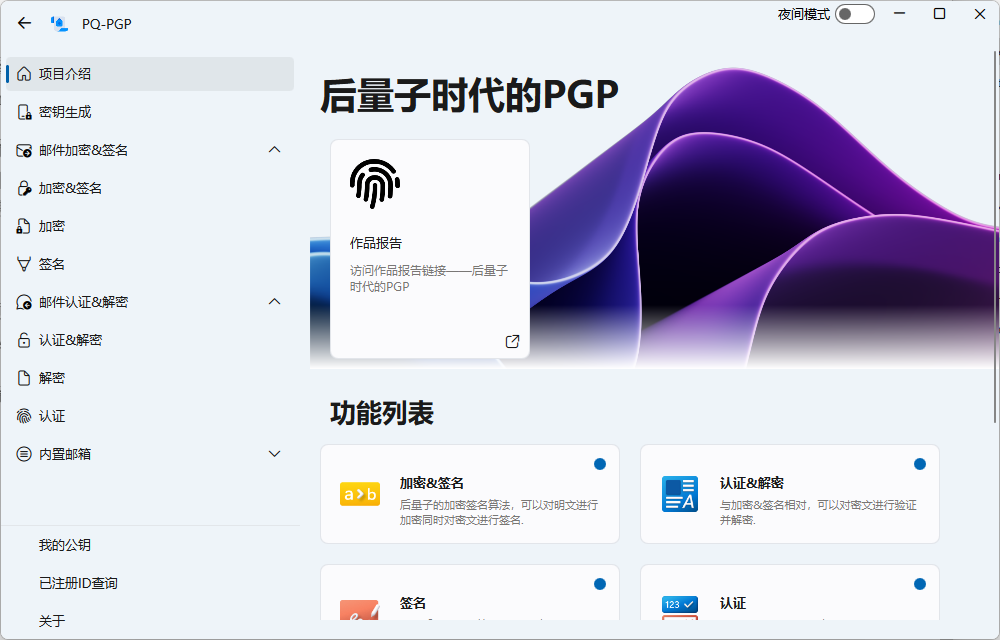 PQ-PGP
夜间模式
项目介绍
密钥生成
邮件加密&签名
加密&签名
加密
签名
邮件认证&解密
认证&解密
解密
认证
内置邮箱
我的公钥
已注册ID查询
关于
后量子时代的PGP
作品报告
访问作品报告链接——后量子
时代的PGP
功能列表
a>b
加密&签名
后量子的加密签名算法，可以对明文进行
加密同时对密文进行签名.
A
认证&解密
与加密&签名相对，可以对密文进行验证
并解密.
签名
123
认证